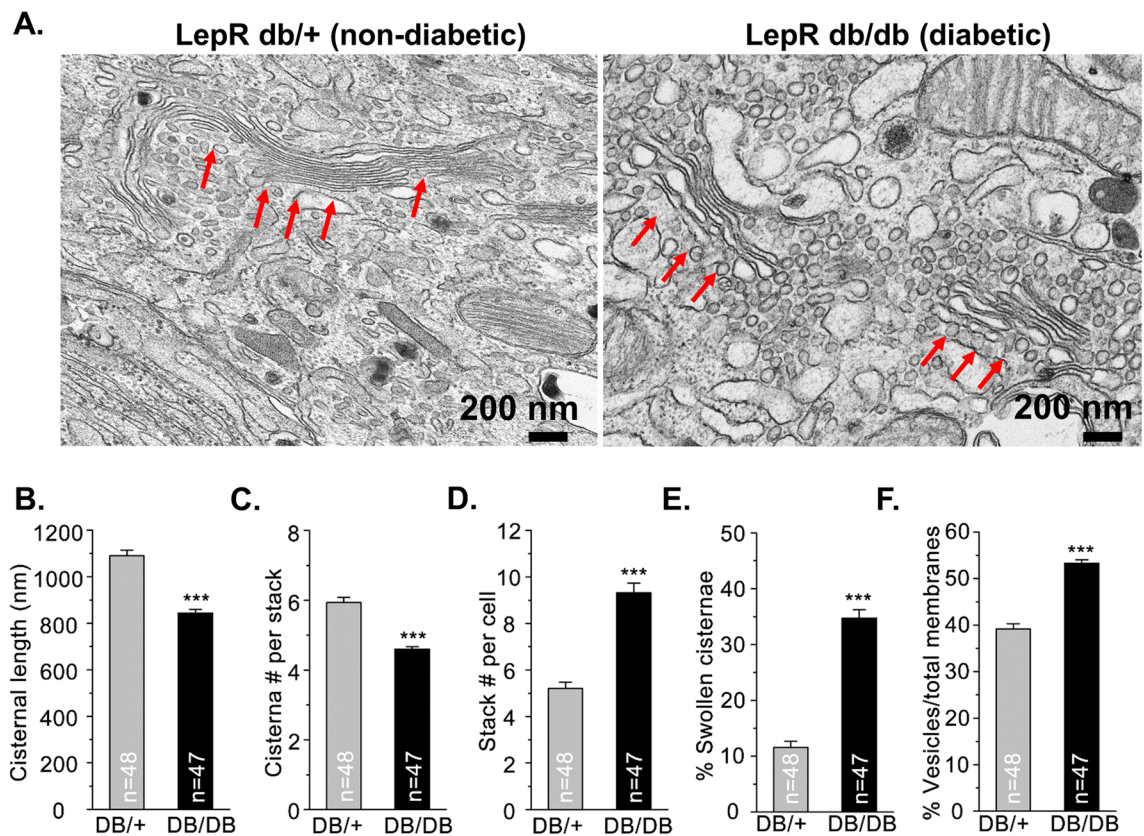 A.
LepR db/+ (non-diabetic)
LepR db/db (diabetic)
200 nm
200 nm
B.
Cisternal length (nm)
1200
1000
800
600
400
200
0
***
n=48
n=47
DB/+
DB/DB
C.
Cisterna # per stack
8
6
4
2
0
***
n=48
n=47
DB/+
DB/DB
D.
Stack # per cell
12
10
8
6
4
2
0
***
n=48
n=47
DB/+
DB/DB
E.
% Swollen cisternae
50
40
30
20
10
0
***
n=48
n=47
DB/+
DB/DB
F.
% Vesicles/total membranes
60
50
40
30
20
10
0
***
n=48
n=47
DB/+
DB/DB